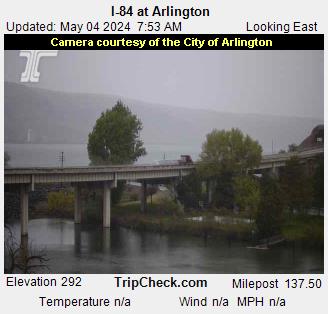 I-84 at Arlington
Updated: May 04 2024 7:53 AM Looking East
Camera courtesy of the City of Arlington
Elevation 292 TripCheck.com Milepost 137.50
Temperature n/a Wind n/a MPH n/a